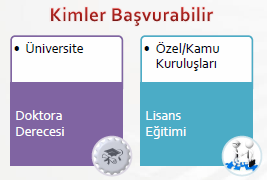 Kimler Başvurabilir
• Üniversite
Doktora
Derecesi
• Özel/Kamu
Kuruluşları
Lisans
Eğitimi